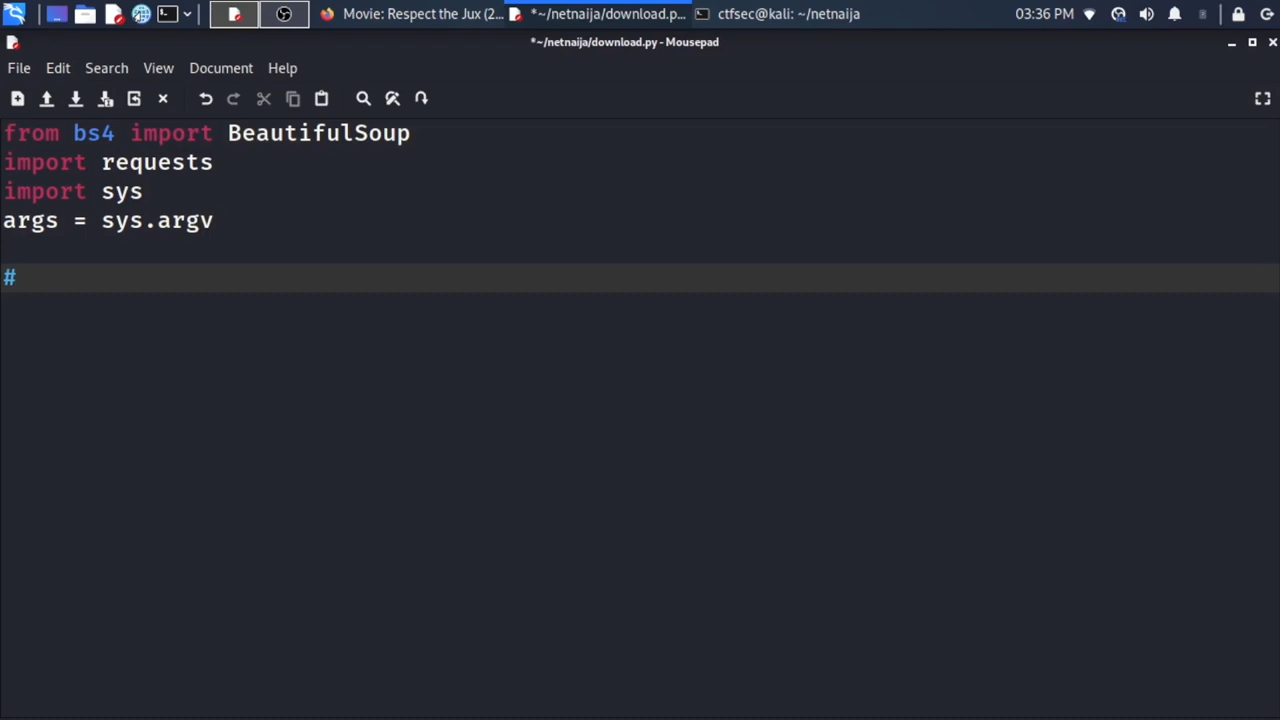 Movie: Respect the Jux (2...
*~/netnaija/download.p...
ctfsec@kali: ~/netnaija
03:36 PM
*~/netnaija/download.py - Mousepad
File Edit Search View Document Help
from bs4 import BeautifulSoup
import requests
import sys
args = sys.argv
#